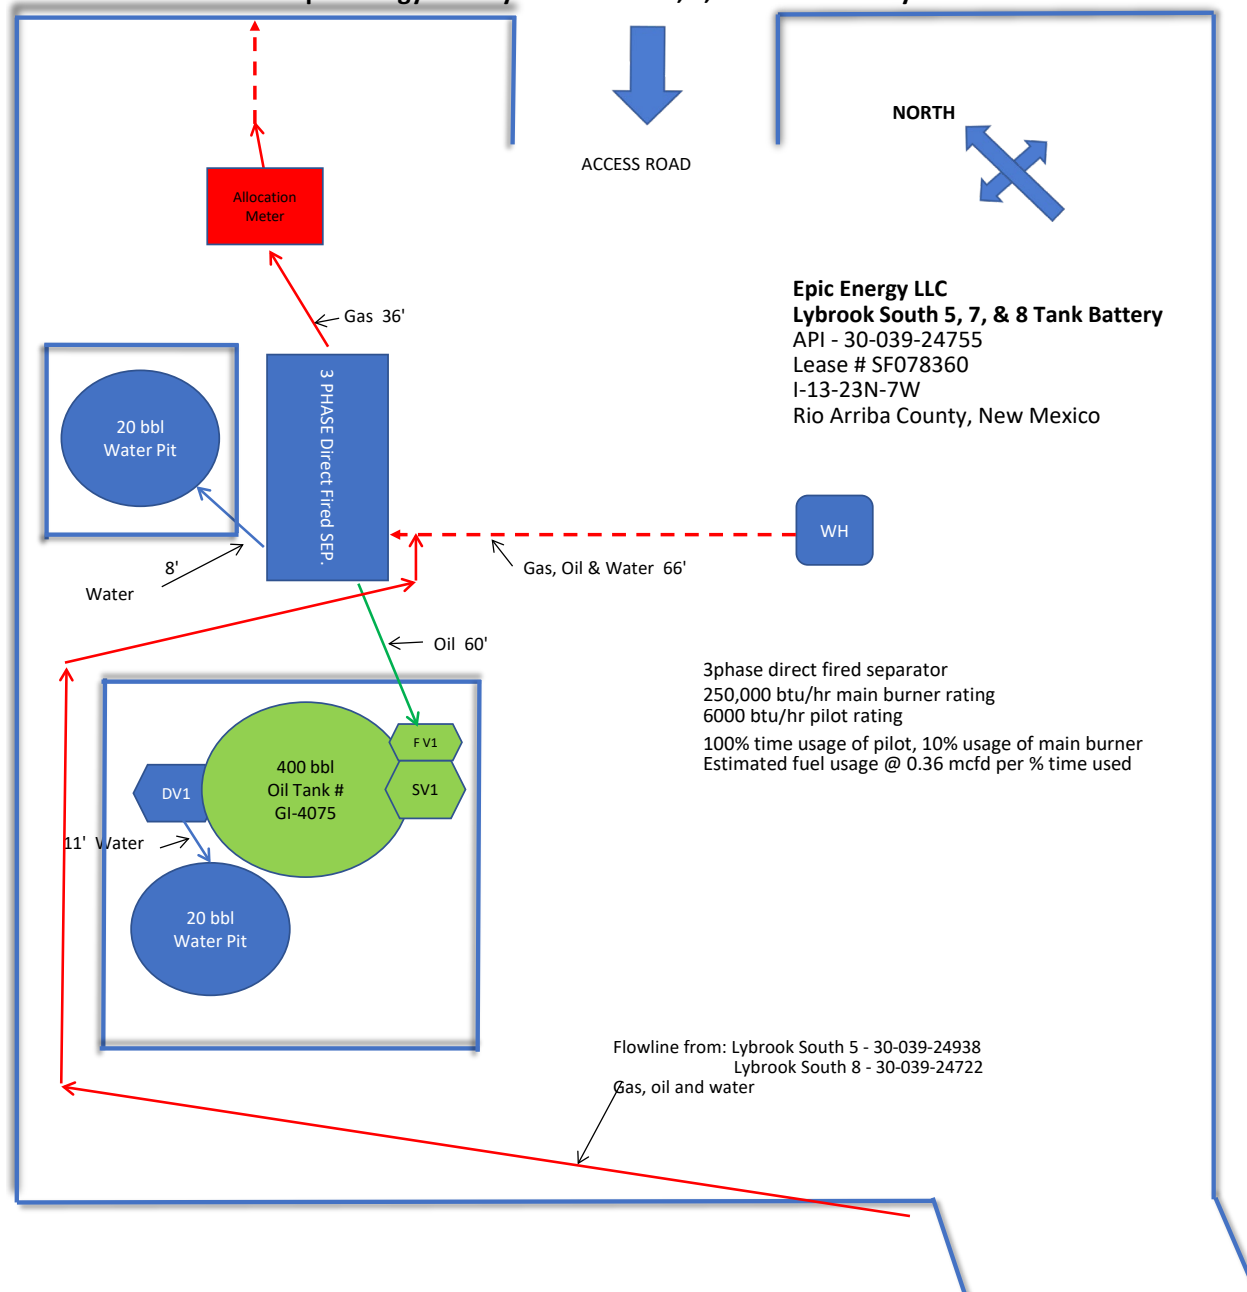 ACCESS ROAD
NORTH
Allocation
Meter
Epic Energy LLC
Lybrook South 5, 7, & 8 Tank Battery
API - 30-039-24755
Lease # SF078360
I-13-23N-7W
Rio Arriba County, New Mexico
Gas 36'
3 PHASE Direct Fired SEP.
20 bbl
Water Pit
WH
Gas, Oil & Water 66'
8'
Water
Oil 60'
3phase direct fired separator
250,000 btu/hr main burner rating
6000 btu/hr pilot rating
100% time usage of pilot, 10% usage of main burner
Estimated fuel usage @ 0.36 mcfd per % time used
F V1
400 bbl
Oil Tank #
GI-4075
SV1
DV1
11' Water
20 bbl
Water Pit
Flowline from: Lybrook South 5 - 30-039-24938
Lybrook South 8 - 30-039-24722
Gas, oil and water